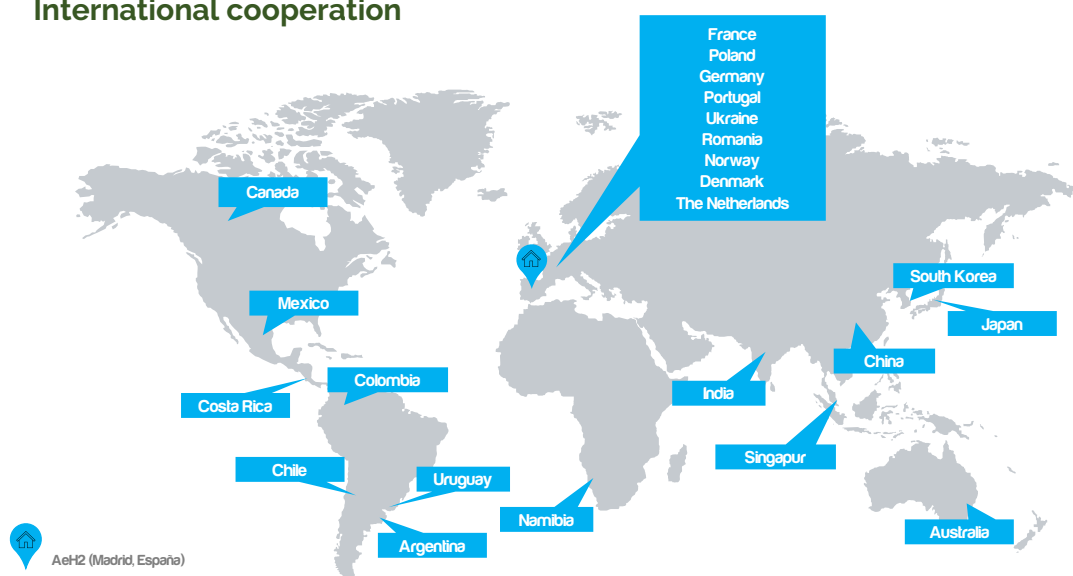 International cooperation
France
Poland
Germany
Portugal
Ukraine
Romania
Norway
Denmark
The Netherlands
Canada
South Korea
Mexico
Japan
China
Colombia
India
Costa Rica
Singapur
Chile
Uruguay
Namibia
Australia
Argentina
AeH2 (Madrid, España)